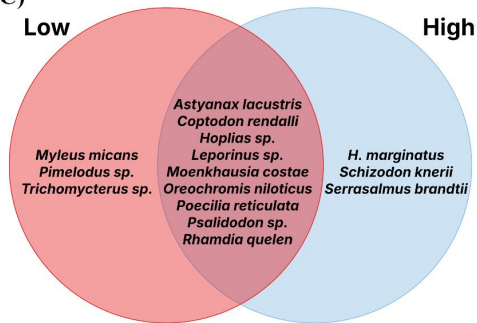 C)
Low
High
Myleus micans
Pimelodus sp.
Trichomycterus sp.
Astyanax lacustris
Coptodon rendalli
Hoplias sp.
Leporinus sp.
Moenkhausia costae
Oreochromis niloticus
Poecilia reticulata
Psalidodon sp.
Rhamdia quelen
H. marginatus
Schizodon knerii
Serrasalmus brandtii